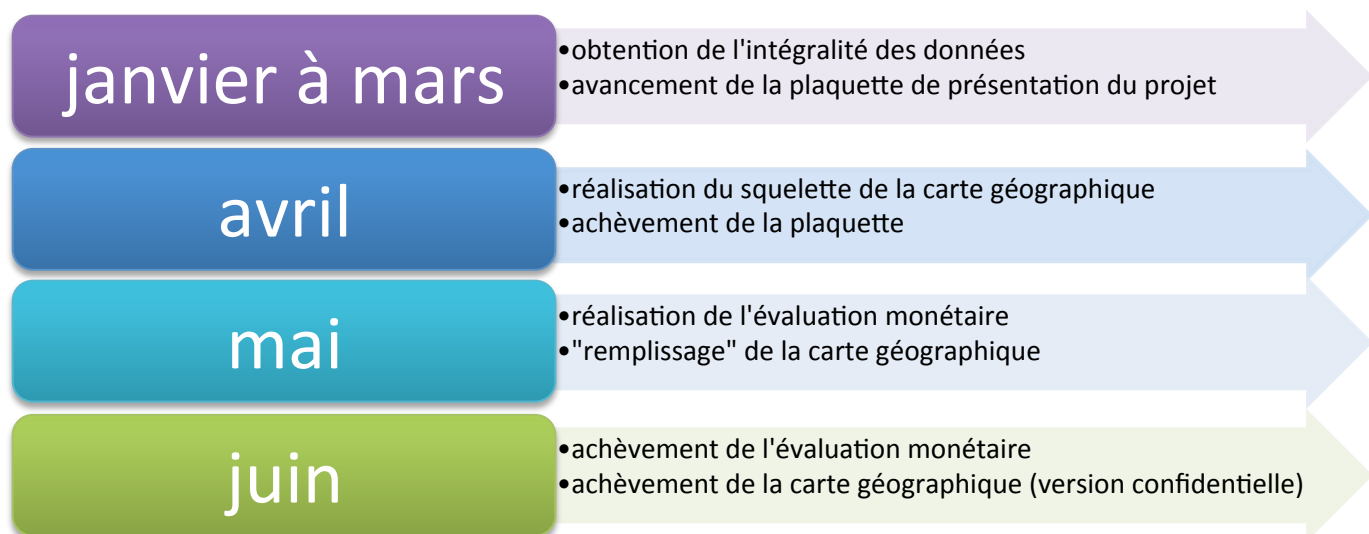 janvier à mars
•obtention de l'intégralité des données
•avancement de la plaquette de présentation du projet
avril
•réalisation du squelette de la carte géographique
•achèvement de la plaquette
mai
•réalisation de l'évaluation monétaire
•"remplissage" de la carte géographique
juin
•achèvement de l'évaluation monétaire
•achèvement de la carte géographique (version confidentielle)